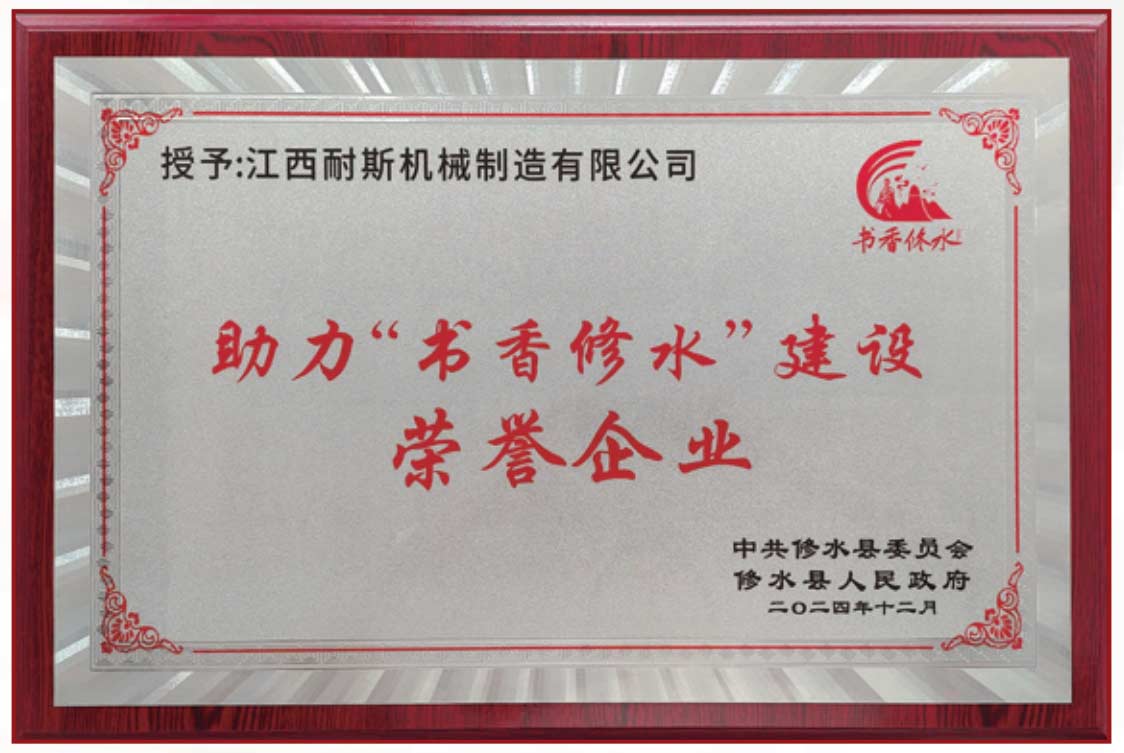 授予:江西耐斯机械制造有限公司
书香修水
助力“书香修水”建设
荣誉企业
中共修水县委员会
修水县人民政府
二〇二四年十二月